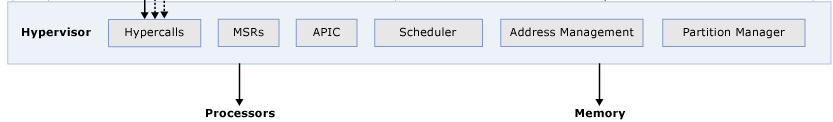 Hypervisor Hypercalls MSRs APIC Scheduler Address Management Partition Manager
Processors Memory